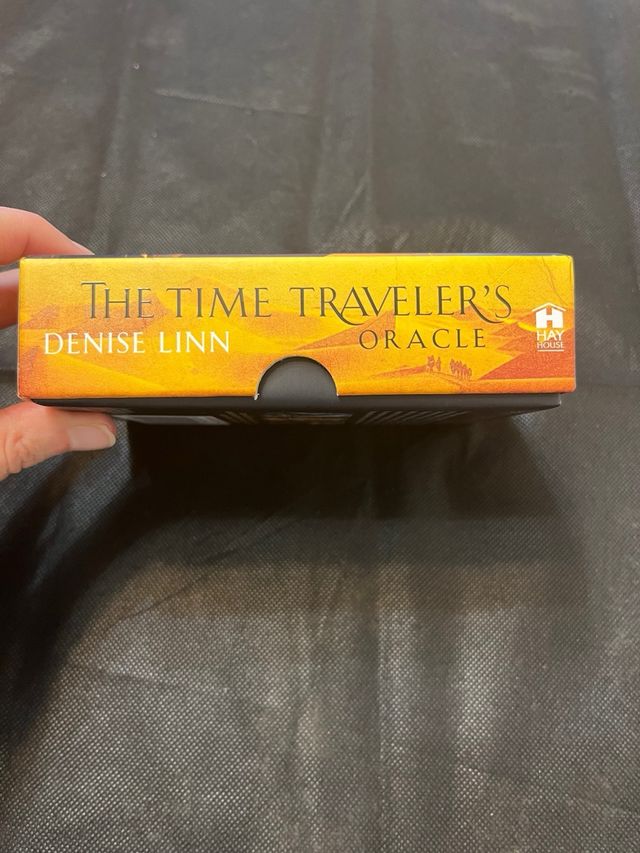 THE TIME TRAVELER'S
ORACLE
DENISE LINN
HAY
HOUSE